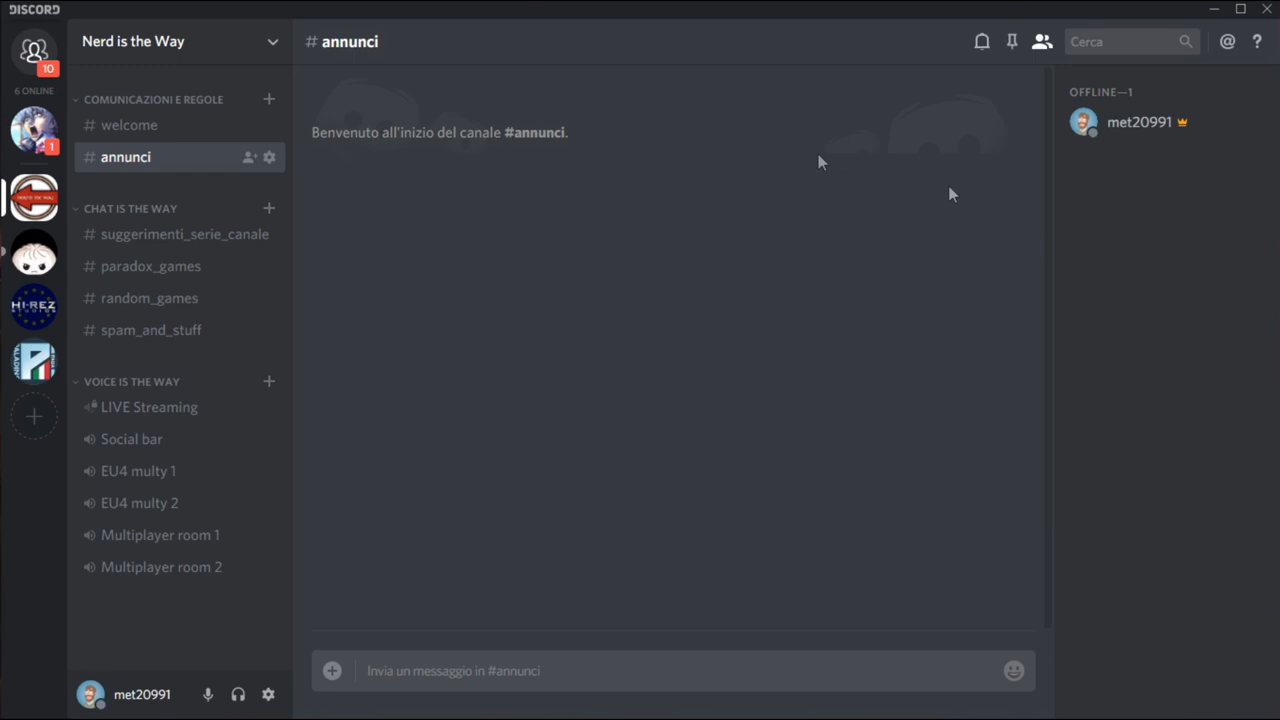 DISCORD
10
6 ONLINE
1
HI-REZ
STUDIOS
Nerd is the Way
COMUNICAZIONI E REGOLE
# welcome
# annunci
CHAT IS THE WAY
# suggerimenti_serie_canale
# paradox_games
# random_games
# spam_and_stuff
VOICE IS THE WAY
LIVE Streaming
Social bar
EU4 multy 1
EU4 multy 2
Multiplayer room 1
Multiplayer room 2
met20991
# annunci
Cerca
@ ?
Benvenuto all'inizio del canale #annunci.
Invia un messaggio in #annunci
OFFLINE—1
met20991